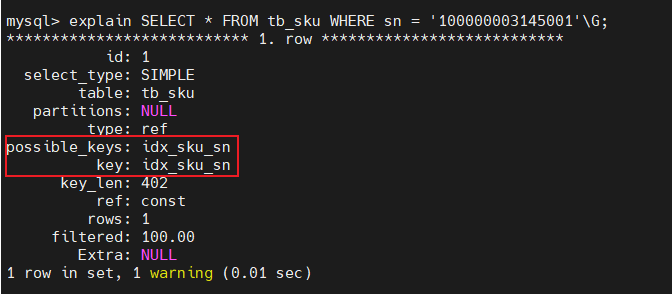 mysql> explain SELECT * FROM tb_sku WHERE sn = '100000003145001'\G;
*************************** 1. row ***************************
id: 1
select_type: SIMPLE
table: tb_sku
partitions: NULL
type: ref
possible_keys: idx_sku_sn
key: idx_sku_sn
key_len: 402
ref: const
rows: 1
filtered: 100.00
Extra: NULL
1 row in set, 1 warning (0.01 sec)